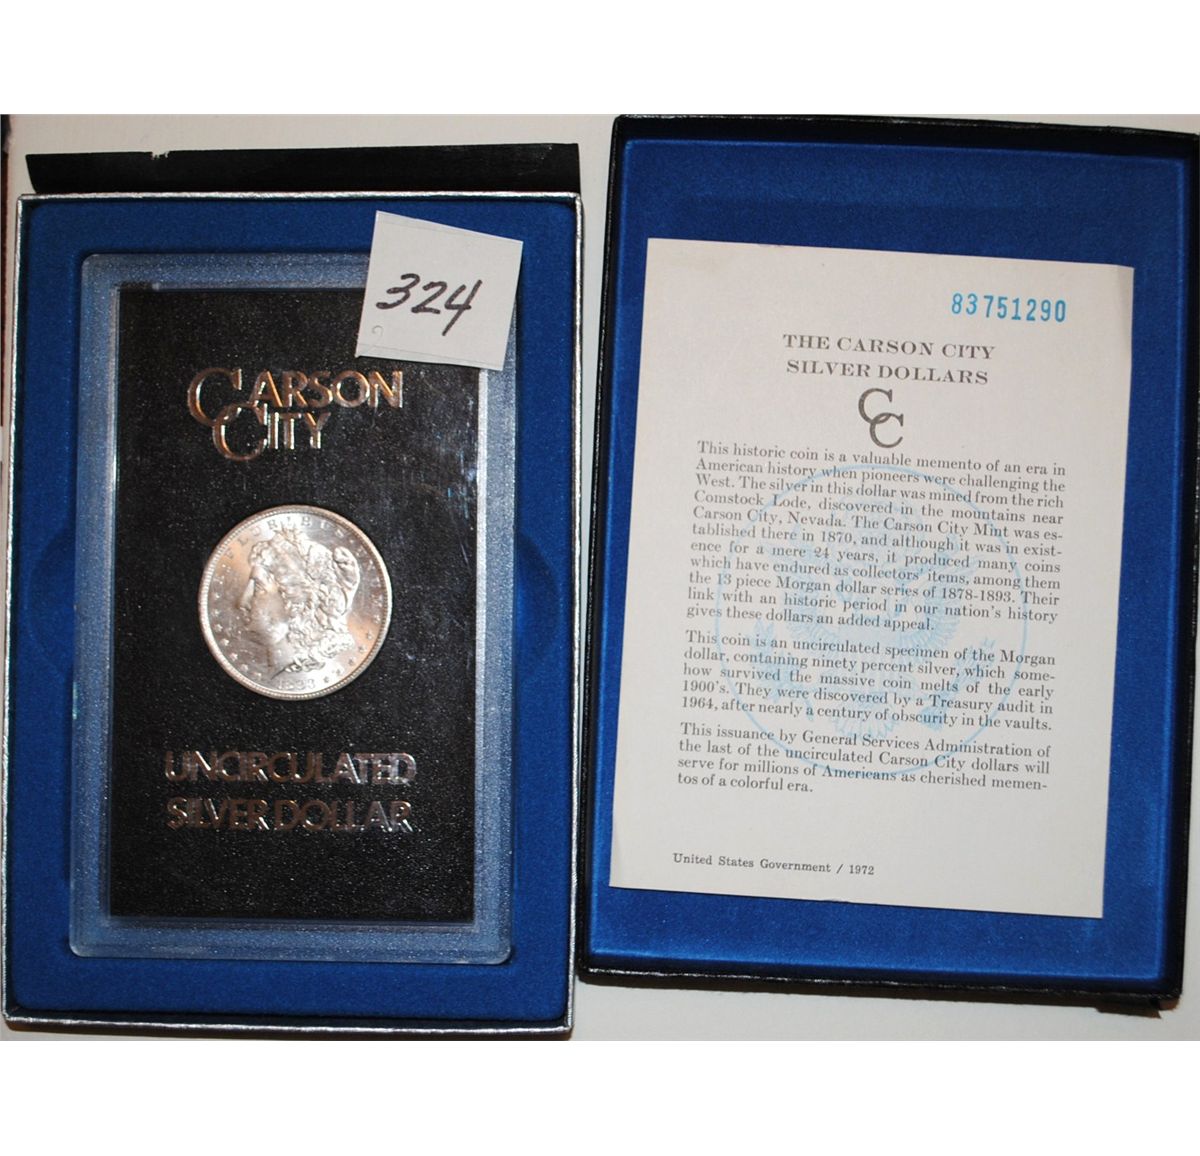 324
CARSON
CITY
UNCIRCULATED
SILVER DOLLAR
83751290
THE CARSON CITY
SILVER DOLLARS
CC
This historic coin is a valuable memento of an era in
American history when pioneers were challenging the
West. The silver in this dollar was mined from the rich
Comstock Lode, discovered in the mountains near
Carson City, Nevada. The Carson City Mint was es-
tablished there in 1870, and although it was in exist-
ence for a mere 24 years, it produced many coins
which have endured as collectors' items, among them
the 13 piece Morgan dollar series of 1878-1893. Their
link with an historic period in our nation's history
gives these dollars an added appeal.
This coin is an uncirculated specimen of the Morgan
dollar, containing ninety percent silver, which some-
how survived the massive coin melts of the early
1900's. They were discovered by a Treasury audit in
1964, after nearly a century of obscurity in the vaults.
This issuance by General Services Administration of
the last of the uncirculated Carson City dollars will
serve for millions of Americans as cherished memen-
tos of a colorful era.
United States Government / 1972